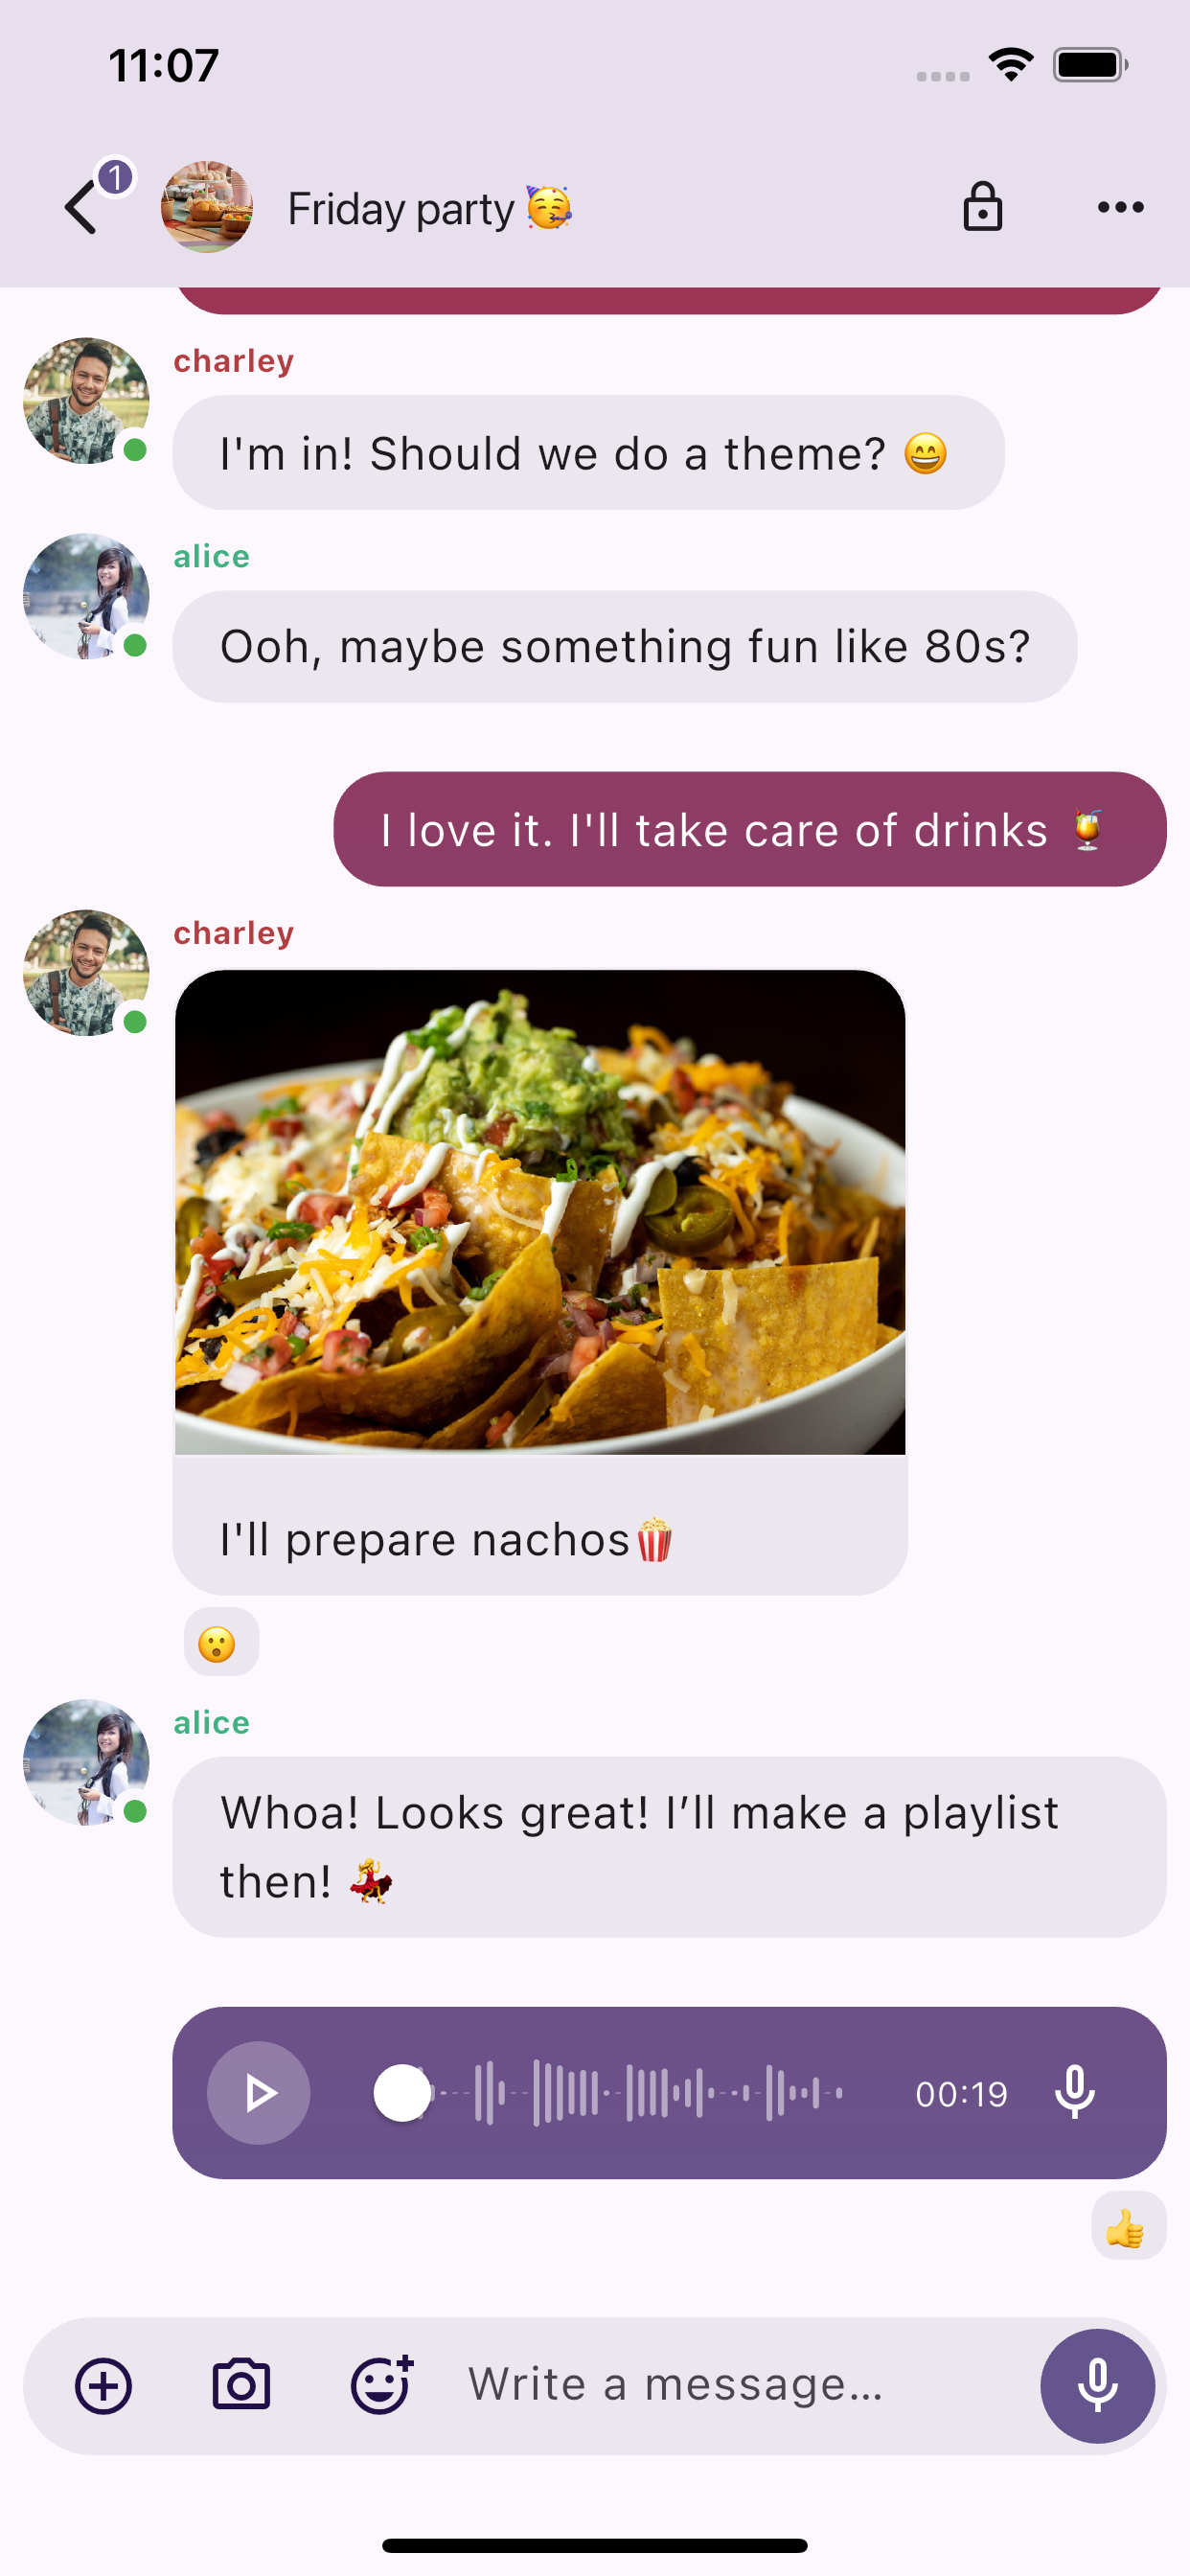 11:07
1
Friday party 🥳
charley
I'm in! Should we do a theme? 😄
alice
Ooh, maybe something fun like 80s?
I love it. I'll take care of drinks 🍹
charley
I'll prepare nachos🍿
😮
alice
Whoa! Looks great! I’ll make a playlist
then! 💃
00:19
👍
Write a message...